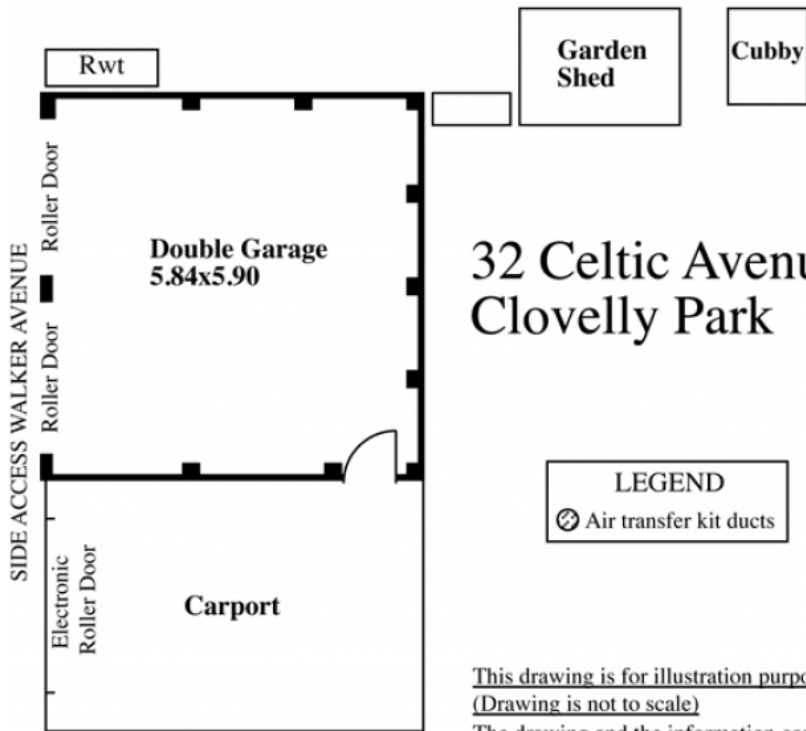 Rwt
Garden
Shed
Cubby
Roller Door
Double Garage
5.84x5.90
32 Celtic
Clovelly Park
SIDE ACCESS WALKER AVENUE
Roller Door
LEGEND
Air transfer kit ducts
Electronic
Roller Door
Carport
This drawing is for illustration
(Drawing is not to scale)